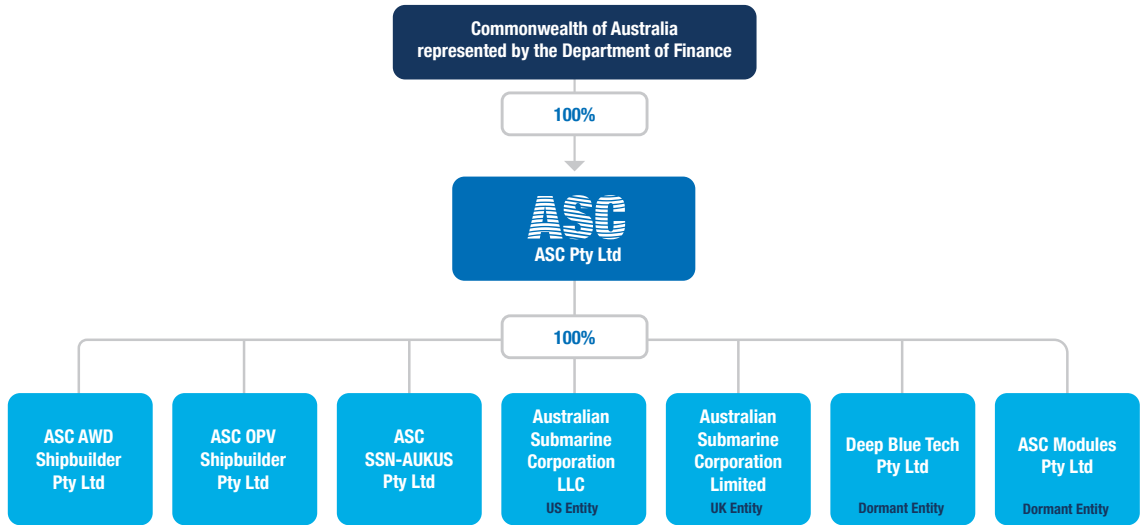 Commonwealth of Australia
represented by the Department of Finance
100%
ASC
ASC Pty Ltd
100%
ASC AWD
Shipbuilder
Pty Ltd
ASC OPV
Shipbuilder
Pty Ltd
ASC
SSN-AUKUS
Pty Ltd
Australian
Submarine
Corporation
LLC
US Entity
Australian
Submarine
Corporation
Limited
UK Entity
Deep Blue Tech
Pty Ltd
Dormant Entity
ASC Modules
Pty Ltd
Dormant Entity